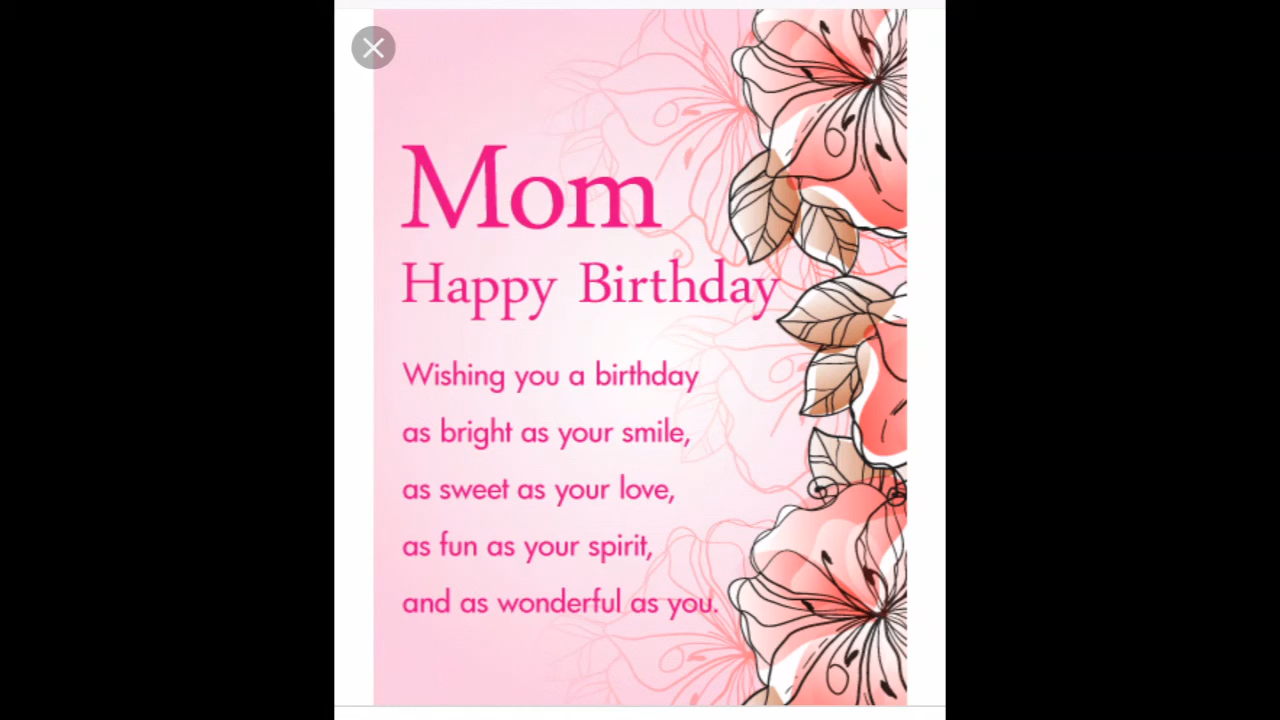 Mom
Happy Birthday
Wishing you a birthday
as bright as your smile,
as sweet as your love,
as fun as your spirit,
and as wonderful as you.